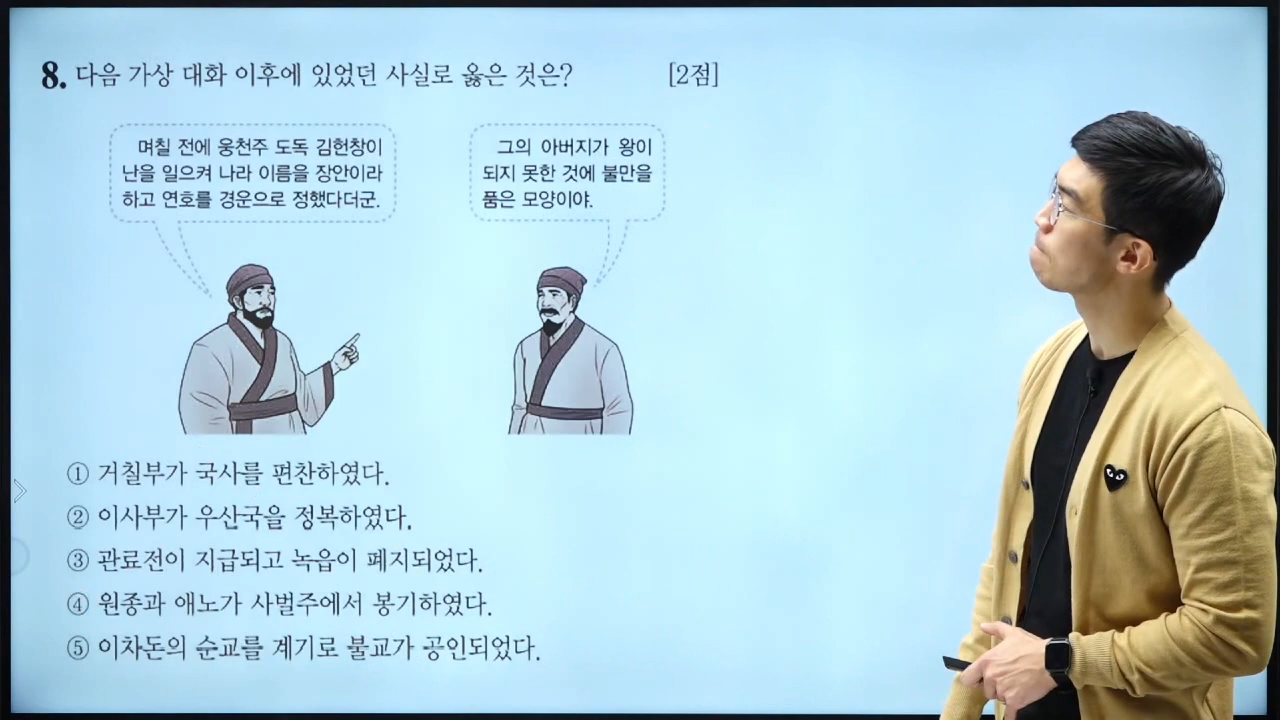 8. 다음 가상 대화 이후에 있었던 사실로 옳은 것은? [2점]
며칠 전에 웅천주 도독 김헌창이
난을 일으켜 나라 이름을 장안이라
하고 연호를 경운으로 정했다더군.
그의 아버지가 왕이
되지 못한 것에 불만을
품은 모양이야.
① 거칠부가 국사를 편찬하였다.
② 이사부가 우산국을 정복하였다.
③ 관료전이 지급되고 녹읍이 폐지되었다.
④ 원종과 애노가 사벌주에서 봉기하였다.
⑤ 이차돈의 순교를 계기로 불교가 공인되었다.